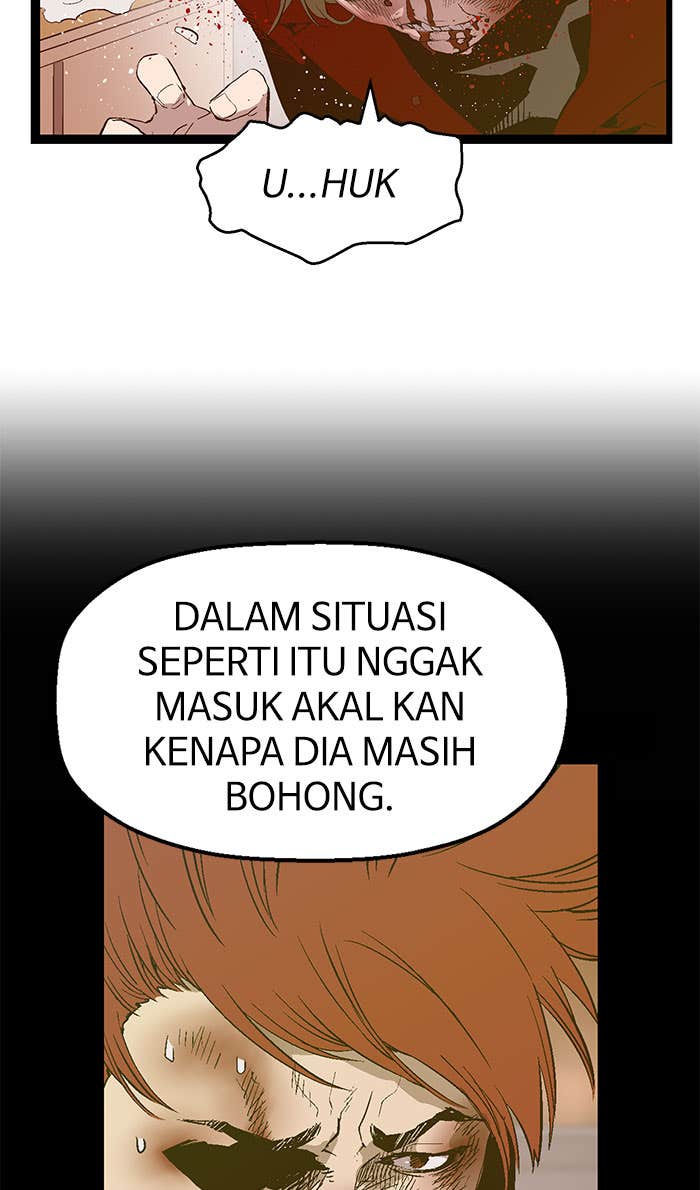 U...HUK
DALAM SITUASI
SEPERTI ITU NGGAK
MASUK AKAL KAN
KENAPA DIA MASIH
BOHONG.